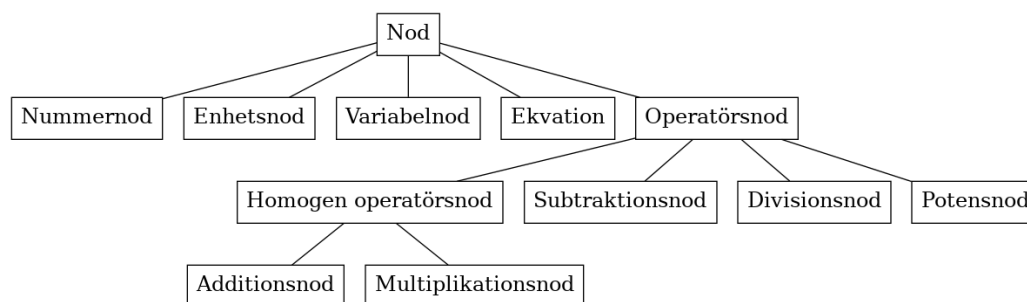 Nod
Nummernod
Enhetsnod
Variabelnod
Ekvation
Operatörsnod
Homogen operatörsnod
Subtraktionsnod
Divisionsnod
Potensnod
Additionsnod
Multiplikationsnod